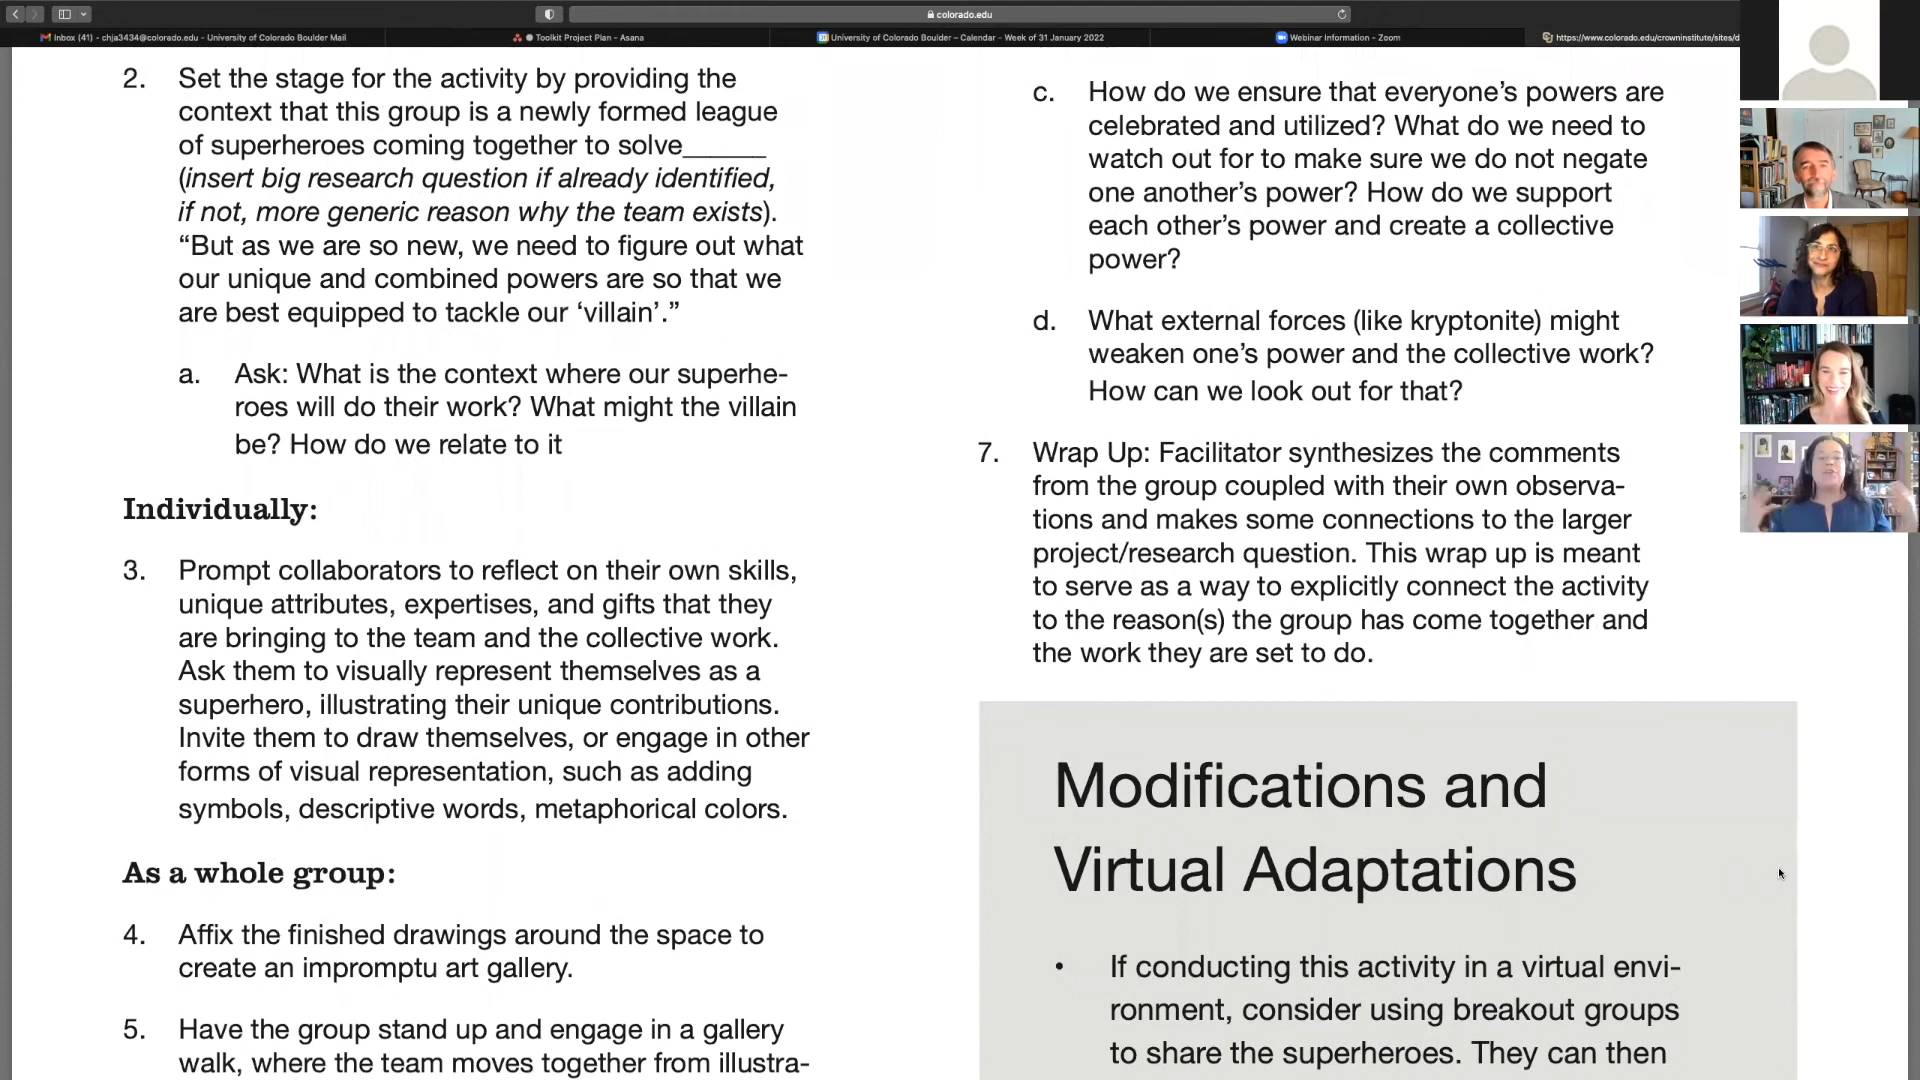 colorado.edu
Inbox (41) - chja3434@colorado.edu - University of Colorado Boulder Mail
Toolkit Project Plan - Asana
University of Colorado Boulder – Calendar - Week of 31 January 2022
Webinar Information - Zoom
https://www.colorado.edu/crowninstitute/sites/d
2. Set the stage for the activity by providing the
context that this group is a newly formed league
of superheroes coming together to solve______
(insert big research question if already identified,
if not, more generic reason why the team exists).
“But as we are so new, we need to figure out what
our unique and combined powers are so that we
are best equipped to tackle our ‘villain’.”
a. Ask: What is the context where our superhe-
roes will do their work? What might the villain
be? How do we relate to it
Individually:
3. Prompt collaborators to reflect on their own skills,
unique attributes, expertises, and gifts that they
are bringing to the team and the collective work.
Ask them to visually represent themselves as a
superhero, illustrating their unique contributions.
Invite them to draw themselves, or engage in other
forms of visual representation, such as adding
symbols, descriptive words, metaphorical colors.
As a whole group:
4. Affix the finished drawings around the space to
create an impromptu art gallery.
5. Have the group stand up and engage in a gallery
walk, where the team moves together from illustra-
c. How do we ensure that everyone’s powers are
celebrated and utilized? What do we need to
watch out for to make sure we do not negate
one another’s power? How do we support
each other’s power and create a collective
power?
d. What external forces (like kryptonite) might
weaken one’s power and the collective work?
How can we look out for that?
7. Wrap Up: Facilitator synthesizes the comments
from the group coupled with their own observa-
tions and makes some connections to the larger
project/research question. This wrap up is meant
to serve as a way to explicitly connect the activity
to the reason(s) the group has come together and
the work they are set to do.
Modifications and
Virtual Adaptations
• If conducting this activity in a virtual envi-
ronment, consider using breakout groups
to share the superheroes. They can then